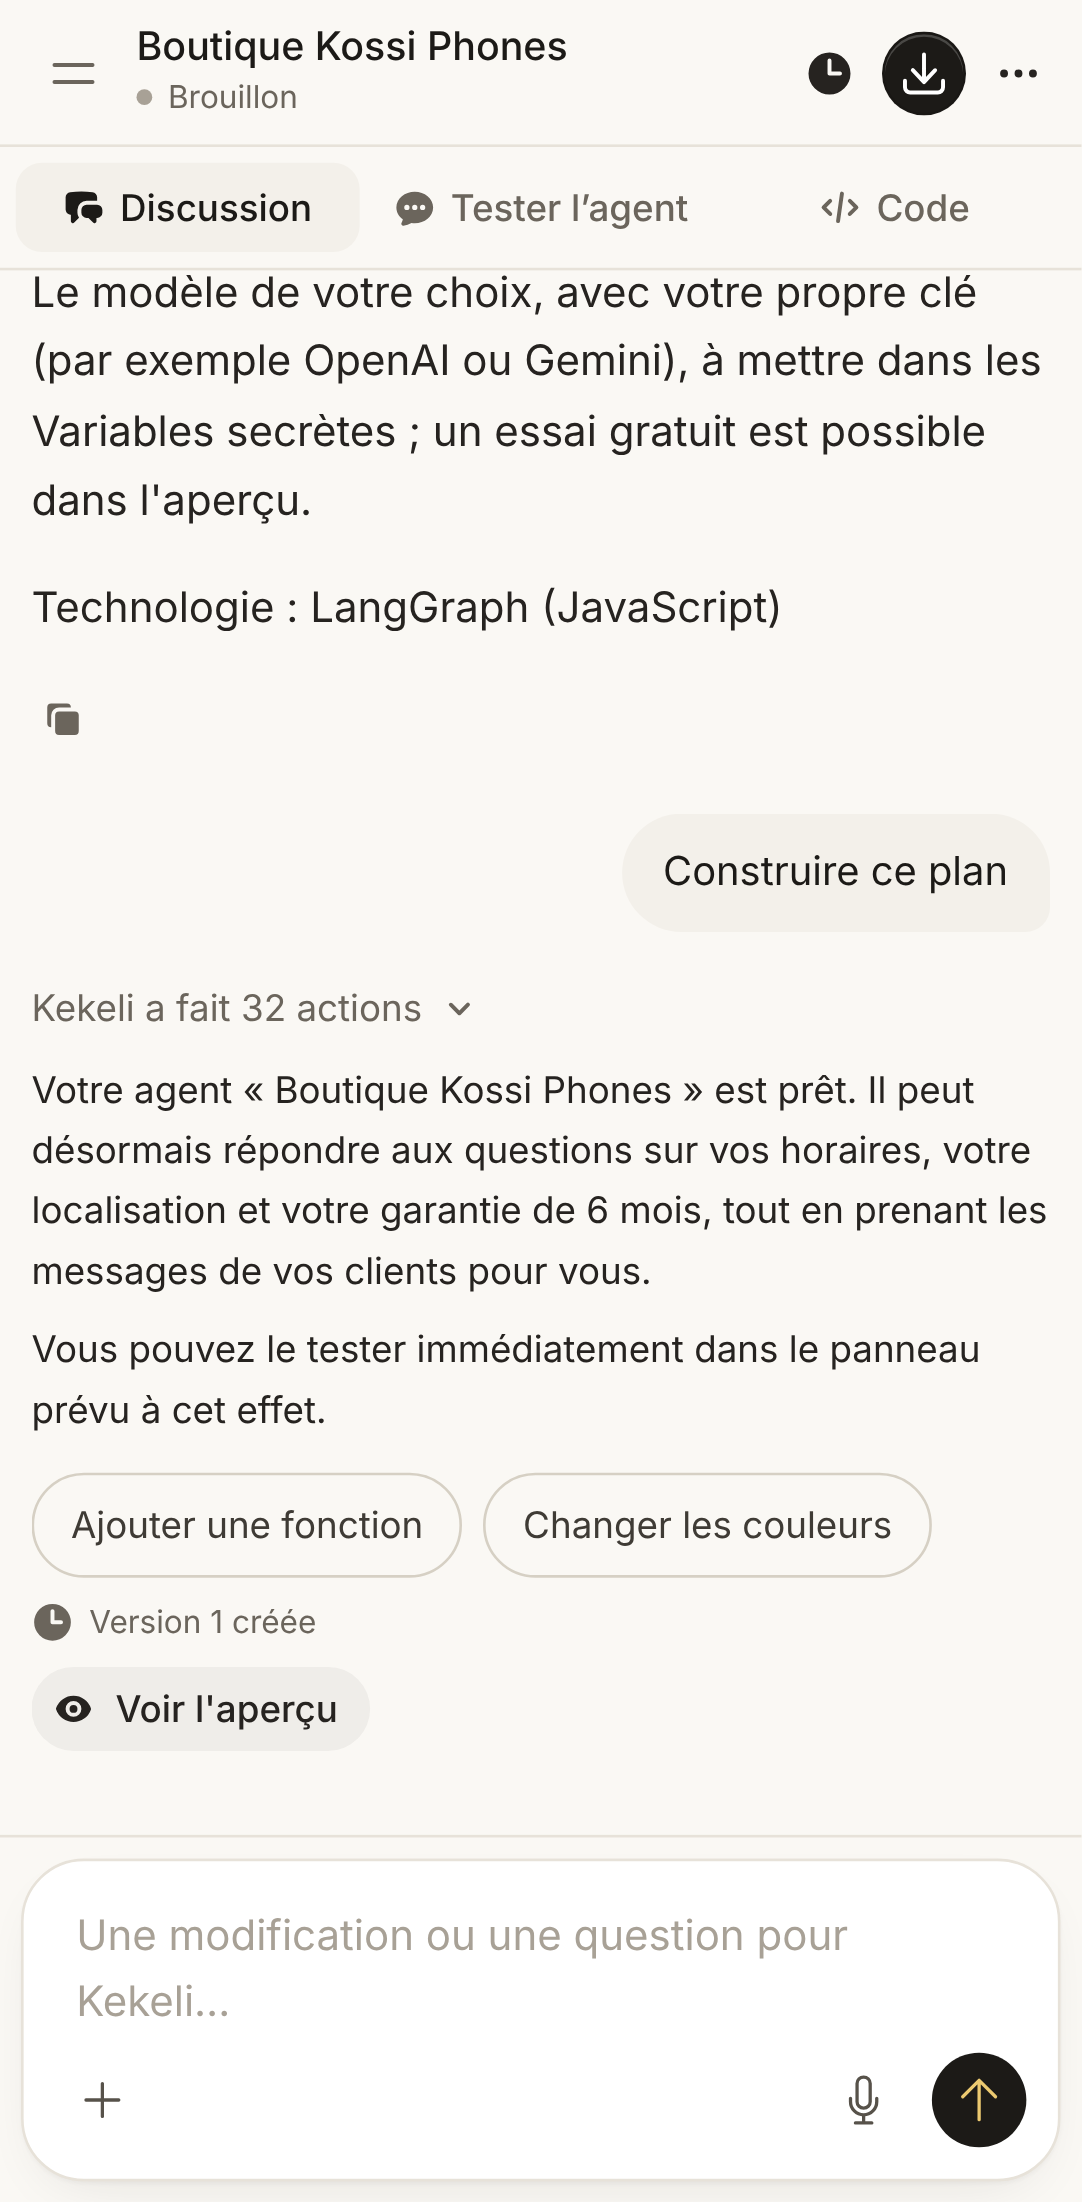 Boutique Kossi Phones
Brouillon
Discussion
Tester l’agent
Code
Le modèle de votre choix, avec votre propre clé
(par exemple OpenAI ou Gemini), à mettre dans les
Variables secrètes ; un essai gratuit est possible
dans l'aperçu.
Technologie : LangGraph (JavaScript)
Construire ce plan
Kekeli a fait 32 actions
Votre agent « Boutique Kossi Phones » est prêt. Il peut
désormais répondre aux questions sur vos horaires, votre
localisation et votre garantie de 6 mois, tout en prenant les
messages de vos clients pour vous.
Vous pouvez le tester immédiatement dans le panneau
prévu à cet effet.
Ajouter une fonction
Changer les couleurs
Version 1 créée
Voir l'aperçu
Une modification ou une question pour
Kekeli...